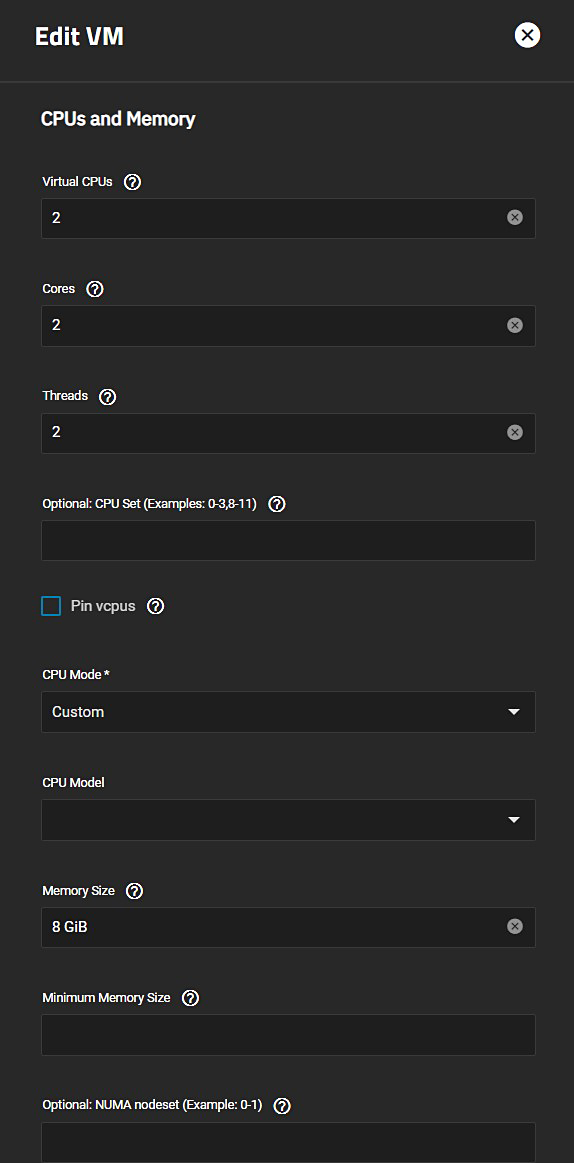 Edit VM
CPUs and Memory
Virtual CPUs
2
Cores
2
Threads
2
Optional: CPU Set (Examples: 0-3,8-11)
Pin vcpus
CPU Mode *
Custom
CPU Model
Memory Size
8 GiB
Minimum Memory Size
Optional: NUMA nodeset (Example: 0-1)